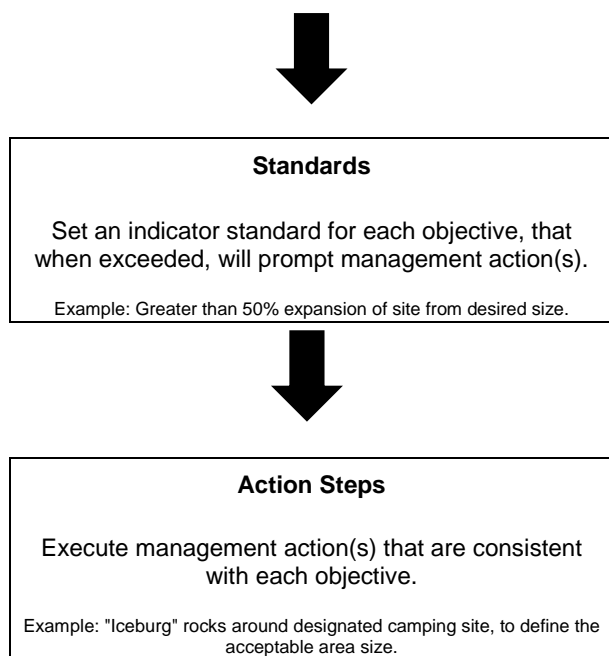 Standards
Set an indicator standard for each objective, that
when exceeded, will prompt management action(s).
Example: Greater than 50% expansion of site from desired size.
Action Steps
Execute management action(s) that are consistent
with each objective.
Example: "Iceburg" rocks around designated camping site, to define the
acceptable area size.